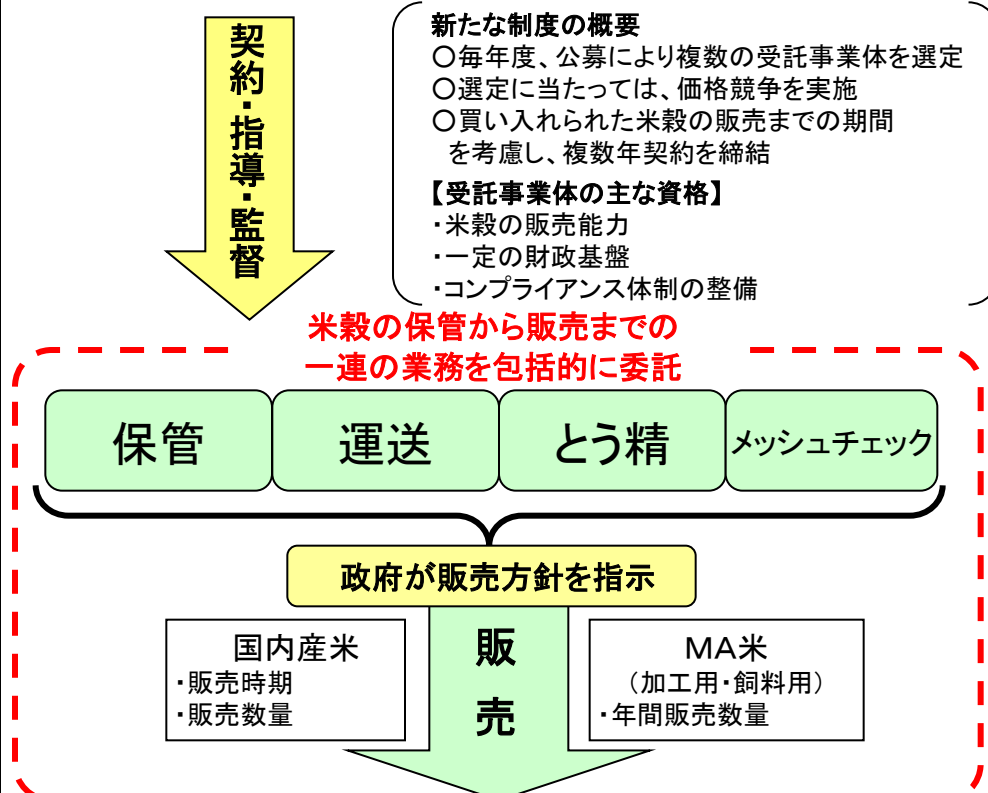 契約・指導・監督
新たな制度の概要
○毎年度、公募により複数の受託事業体を選定
○選定に当たっては、価格競争を実施
○買い入れられた米穀の販売までの期間
を考慮し、複数年契約を締結
【受託事業体の主な資格】
・米穀の販売能力
・一定の財政基盤
・コンプライアンス体制の整備
米穀の保管から販売までの
一連の業務を包括的に委託
保管
運送
とう精
メッシュチェック
政府が販売方針を指示
国内産米
・販売時期
・販売数量
販売
MA米
（加工用・飼料用）
・年間販売数量